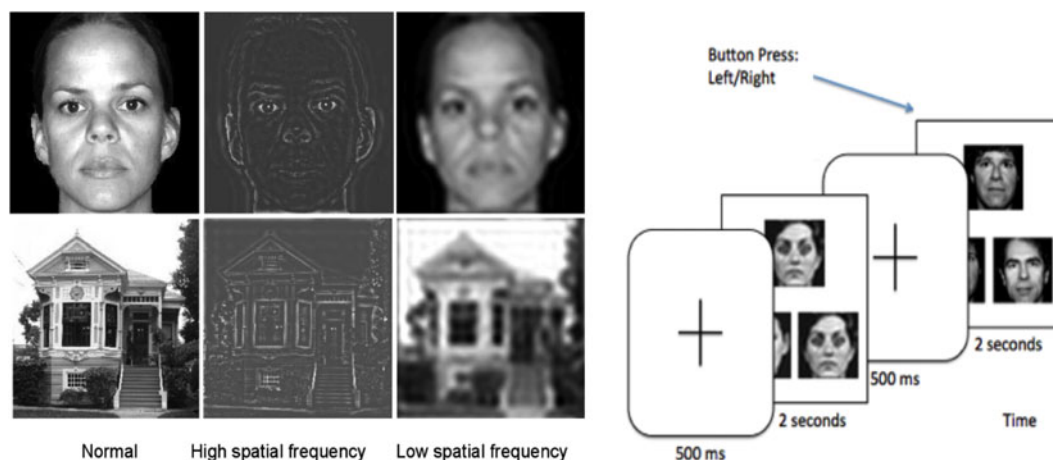 Button Press:
Left/Right
2 seconds
500 ms
2 seconds
Time
500 ms
Normal
High spatial frequency
Low spatial frequency